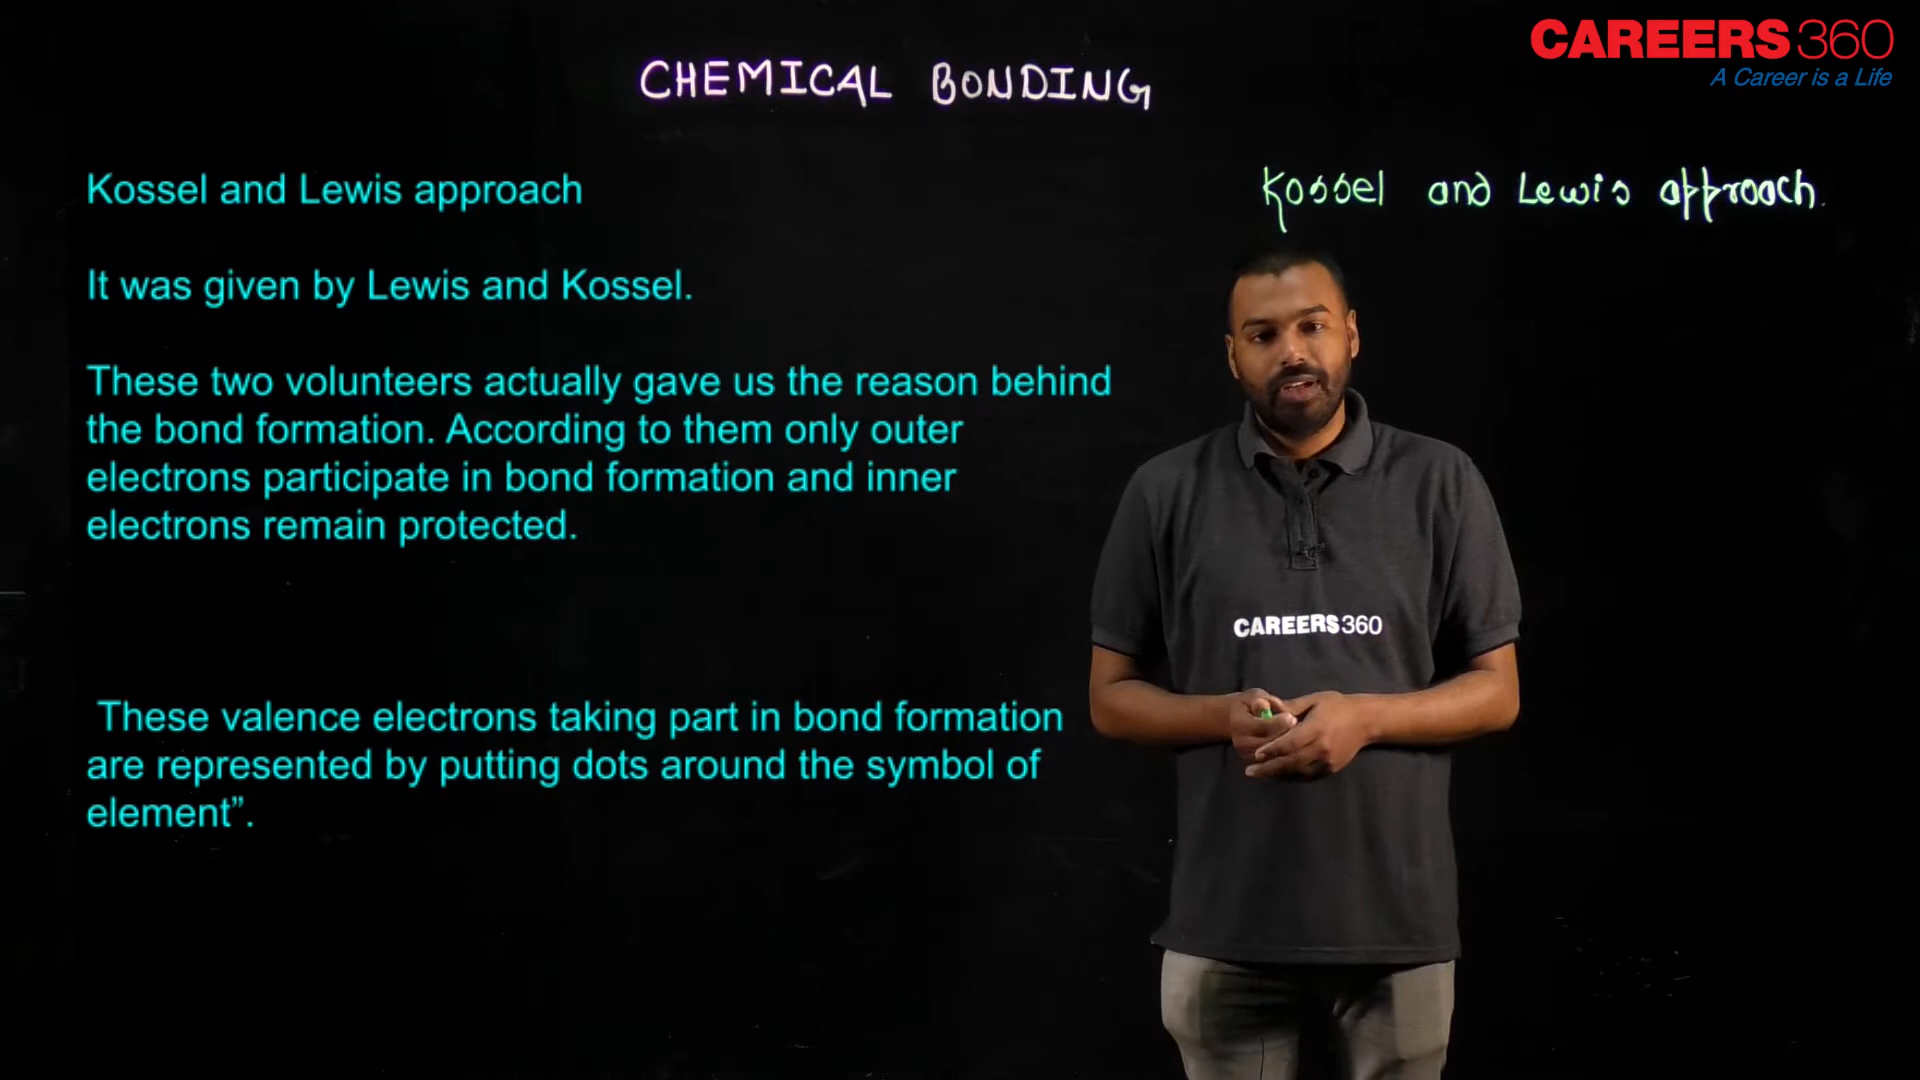 CAREERS360
A Career is a Life
CHEMICAL BONDING
Kossel and Lewis approach
Kossel and Lewis approach.
It was given by Lewis and Kossel.
These two volunteers actually gave us the reason behind
the bond formation. According to them only outer
electrons participate in bond formation and inner
electrons remain protected.
CAREERS360
These valence electrons taking part in bond formation
are represented by putting dots around the symbol of
element”.